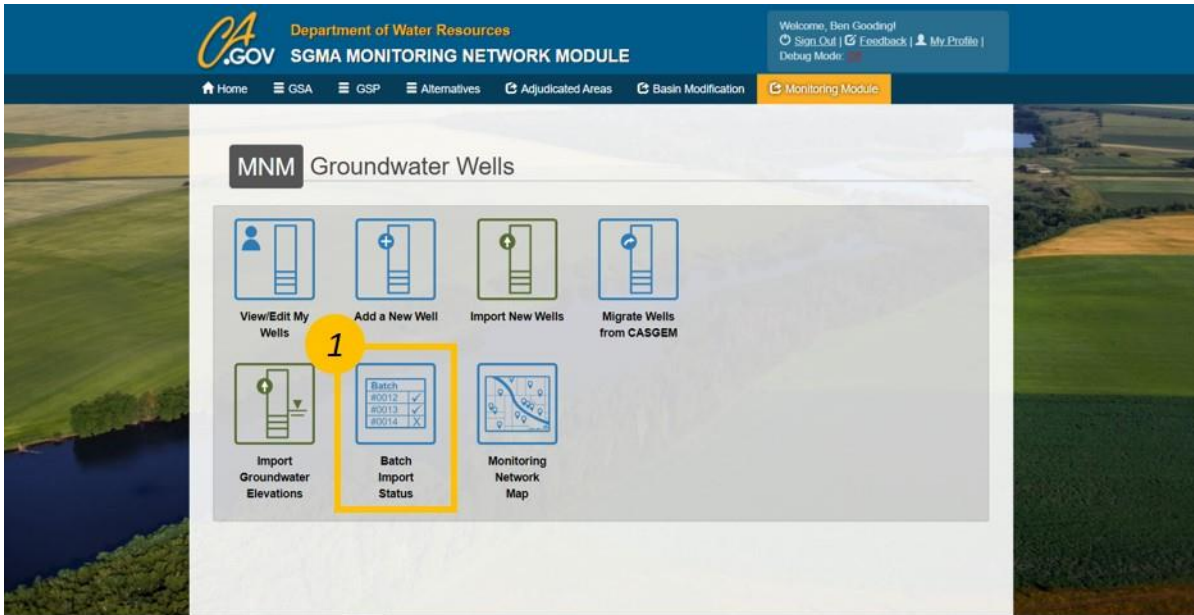 CA
.GOV
Department of Water Resources
SGMA MONITORING NETWORK MODULE
Welcome, Ben Gooding!
Sign Out | Feedback | My Profile |
Debug Mode:
Home GSA GSP Alternatives Adjudicated Areas Basin Modification Monitoring Module
MNM Groundwater Wells
View/Edit My
Wells
Add a New Well
Import New Wells
Migrate Wells
from CASGEM
1
Import
Groundwater
Elevations
Batch
#0012 ✓
#0013 ✓
#0014 X
Batch
Import
Status
Monitoring
Network
Map